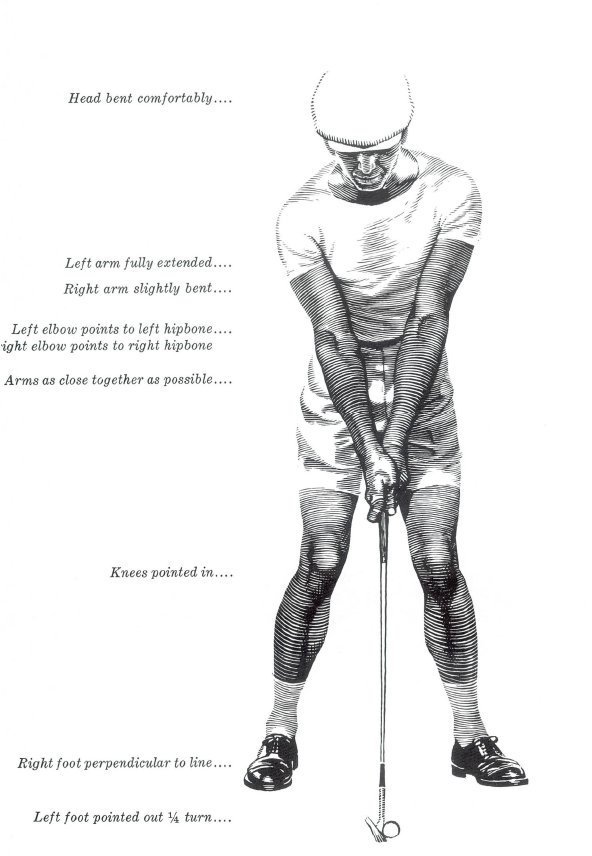 Head bent comfortably....
Left arm fully extended....
Right arm slightly bent....
Left elbow points to left hipbone....
ight elbow points to right hipbone
Arms as close together as possible....
Knees pointed in....
Right foot perpendicular to line....
Left foot pointed out ¼ turn....